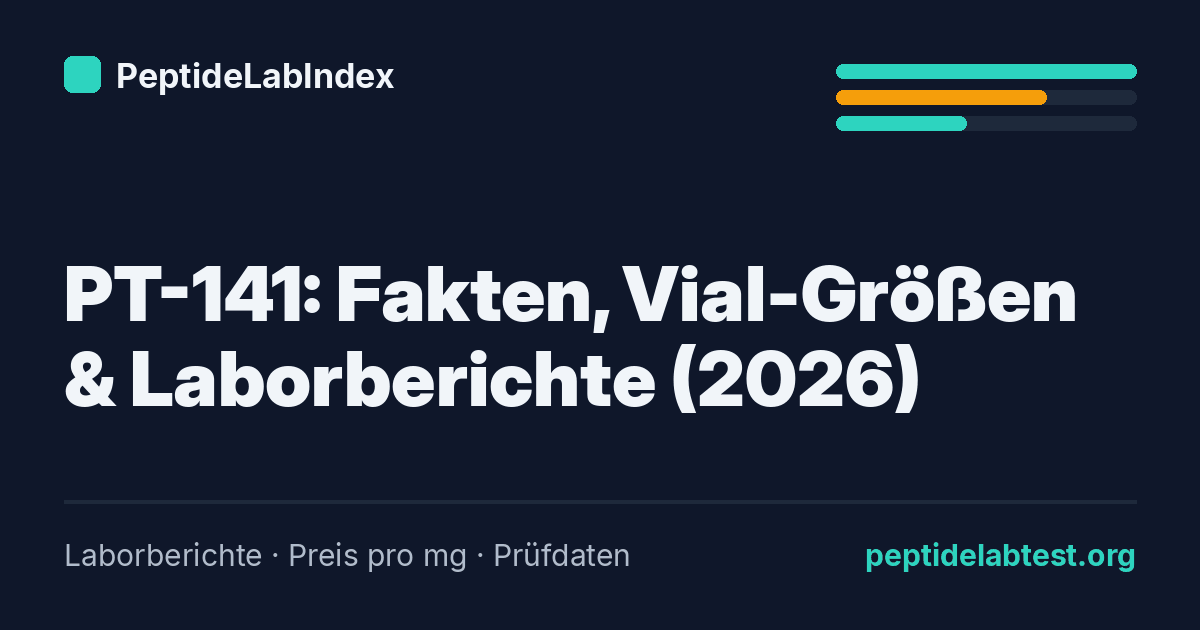 PeptideLabIndex
PT-141: Fakten, Vial-Größen
& Laborberichte (2026)
Laborberichte · Preis pro mg · Prüfdaten
peptidelabtest.org